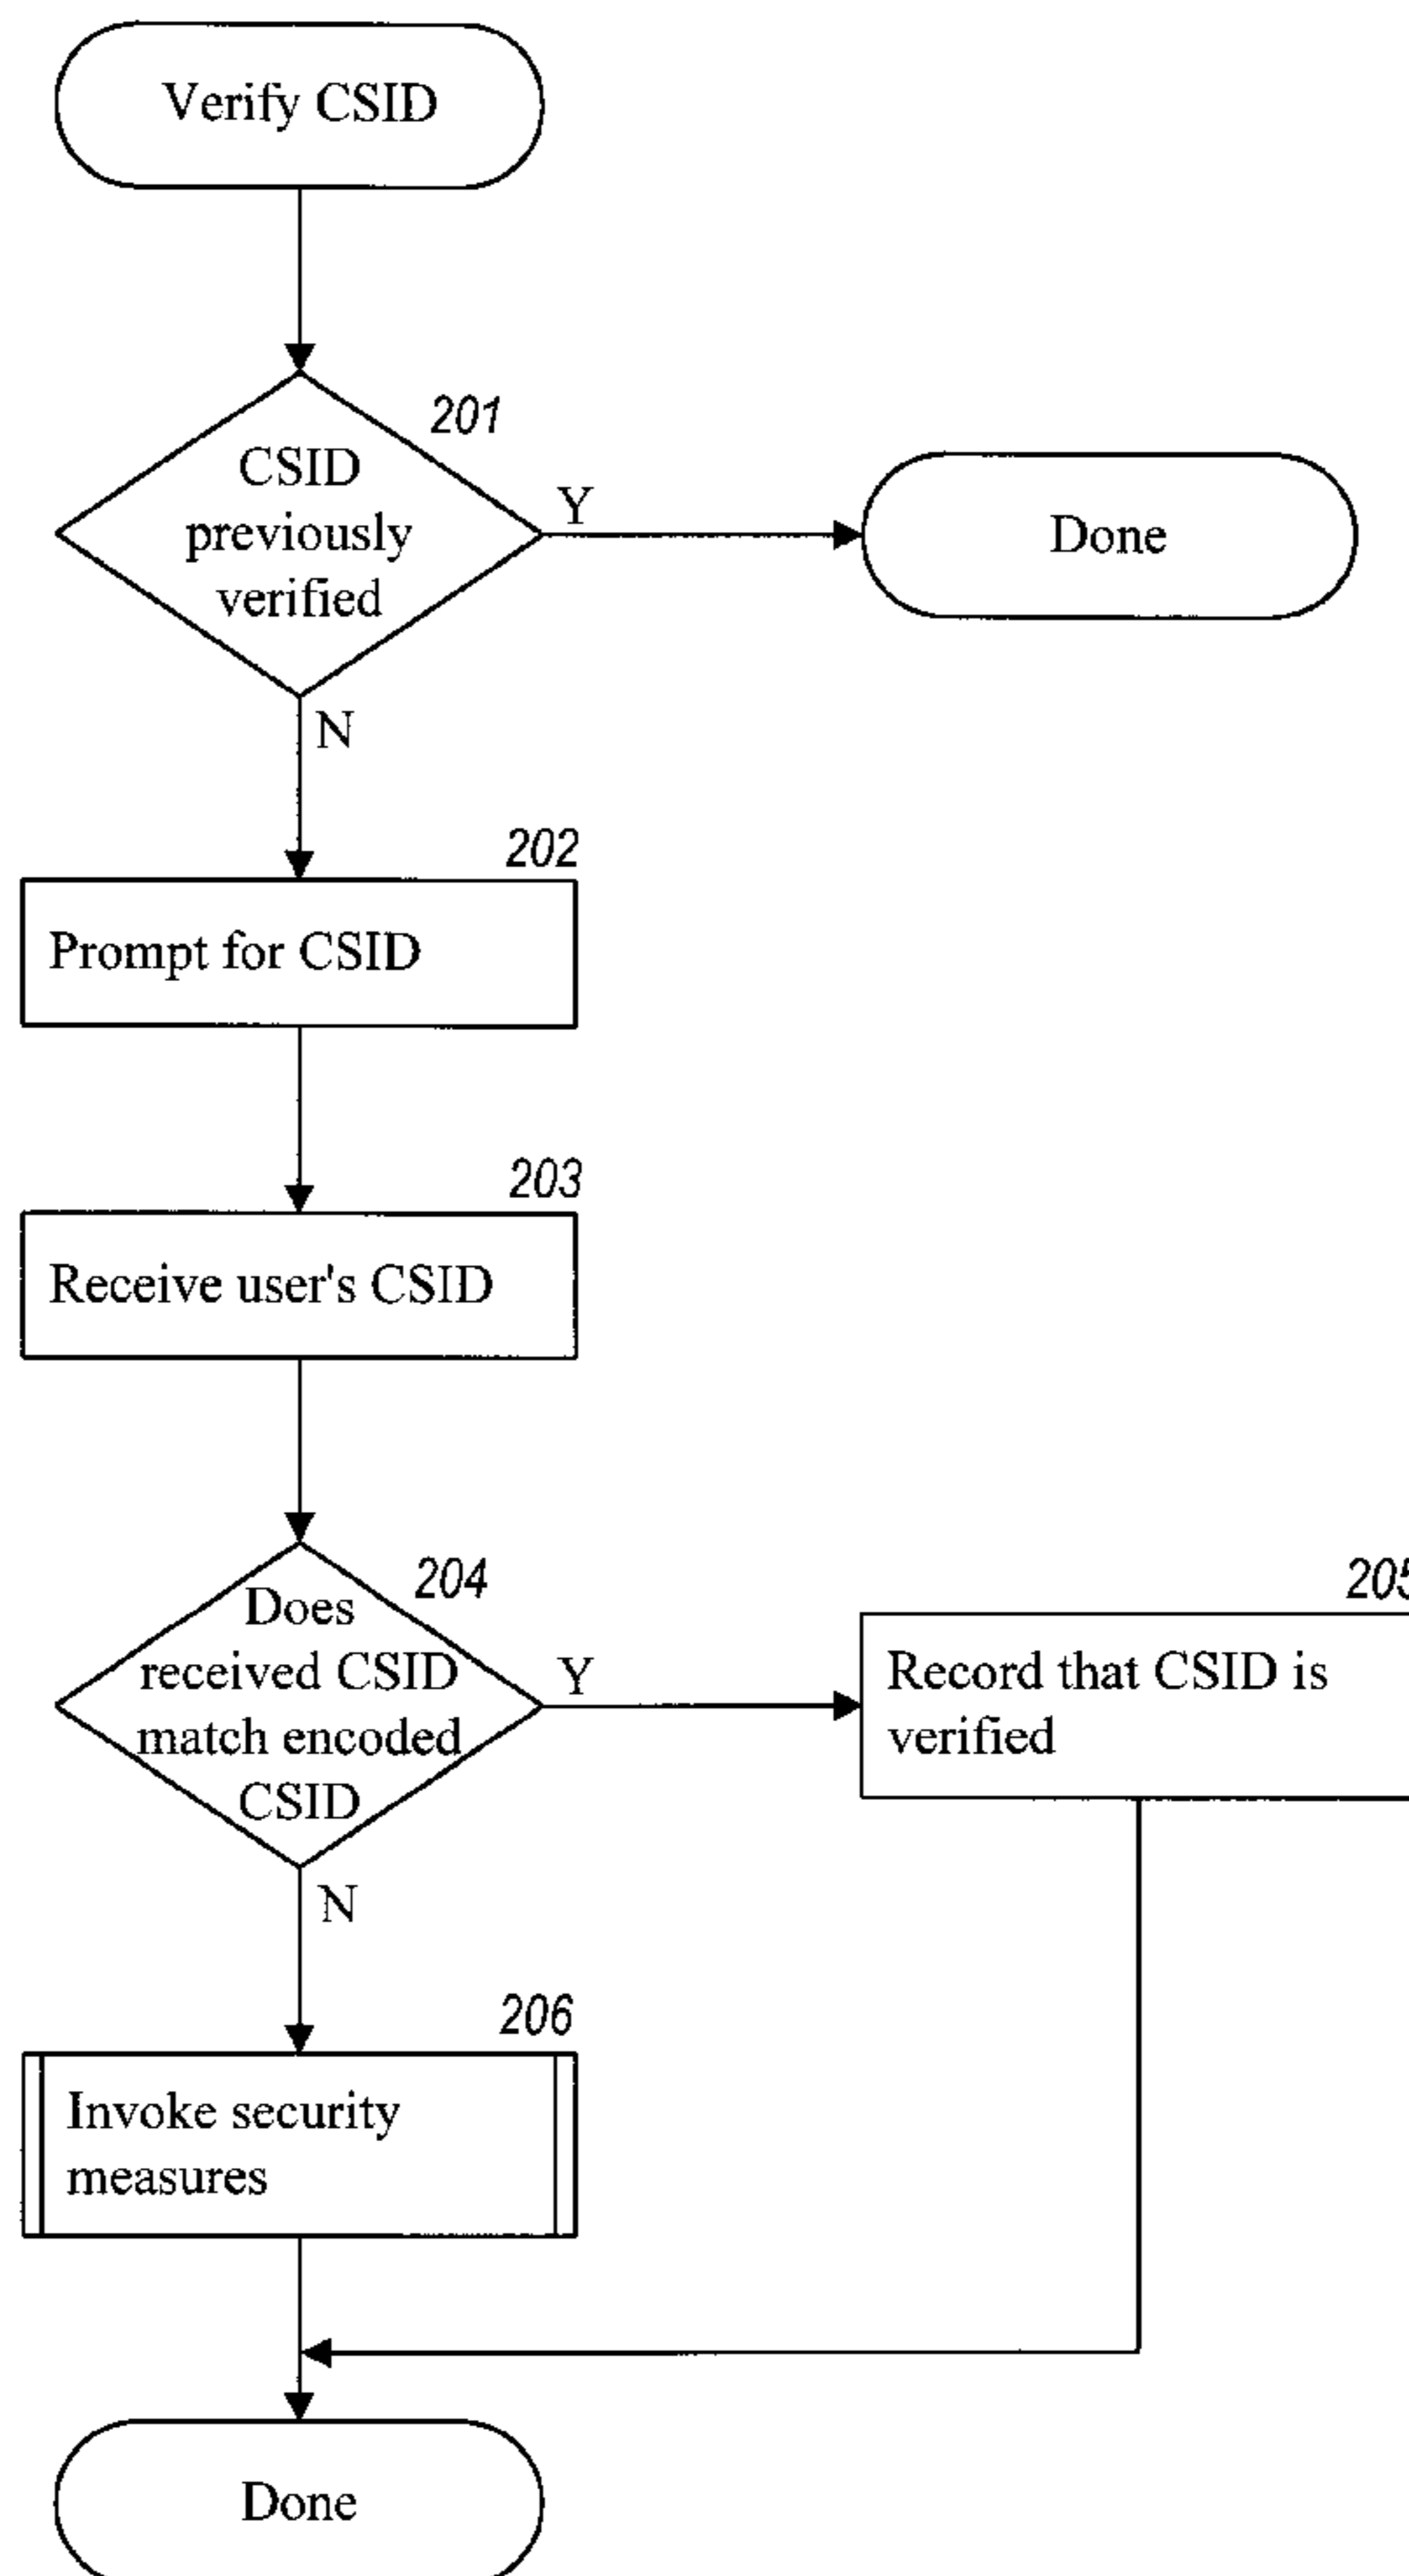 Verify CSID
201
CSID
previously
verified
Y
Done
N
202
Prompt for CSID
203
Receive user's CSID
204
Does
received CSID
match encoded
CSID
Y
205
Record that CSID is
verified
N
206
Invoke security
measures
Done